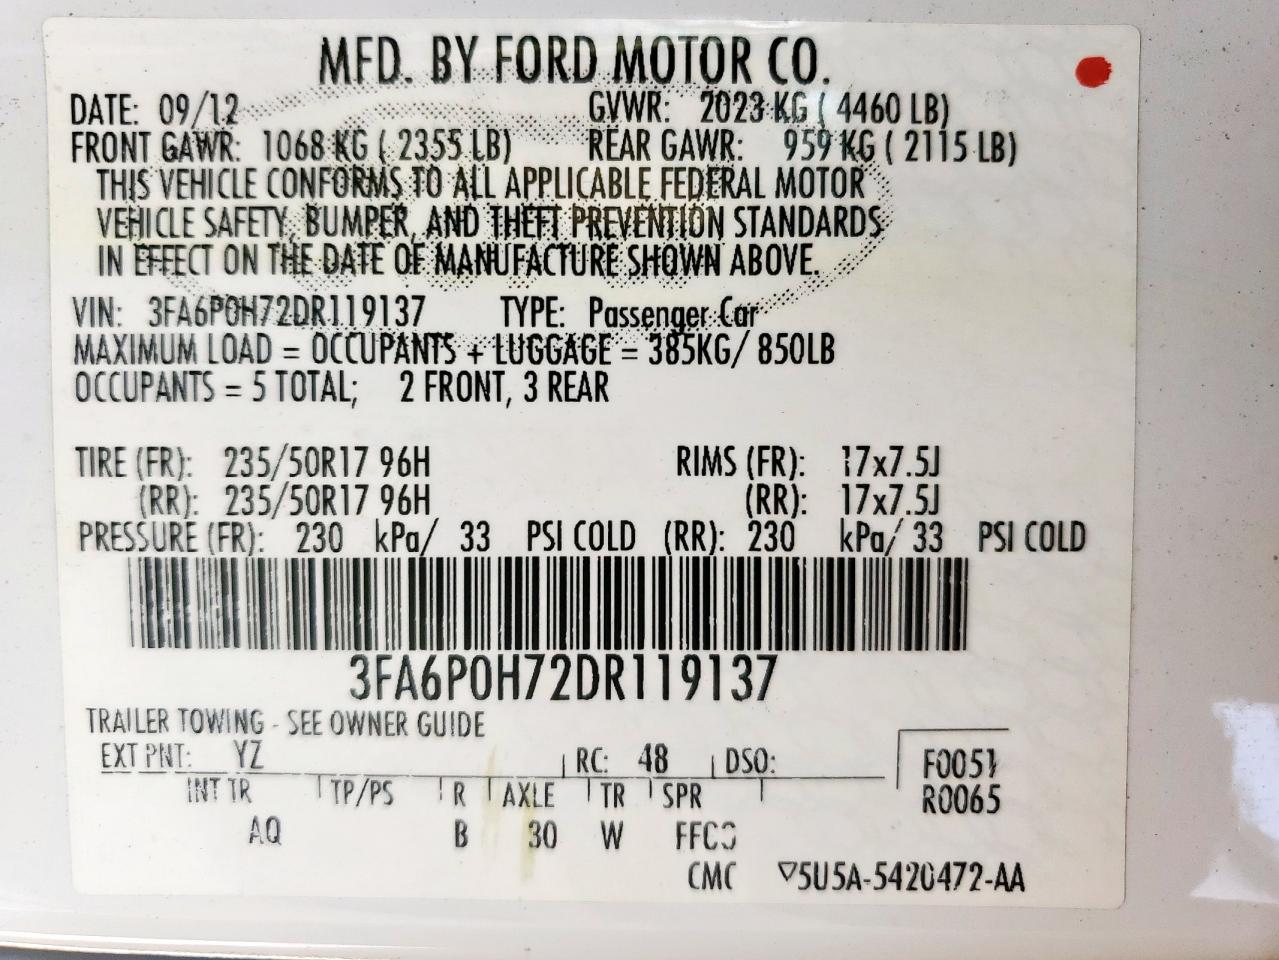 MFD. BY FORD MOTOR CO.
DATE: 09/12 GVWR: 2023 KG ( 4460 LB)
FRONT GAWR: 1068 KG ( 2355 LB) REAR GAWR: 959 KG ( 2115 LB)
THIS VEHICLE CONFORMS TO ALL APPLICABLE FEDERAL MOTOR
VEHICLE SAFETY, BUMPER, AND THEFT PREVENTION STANDARDS
IN EFFECT ON THE DATE OF MANUFACTURE SHOWN ABOVE.
VIN: 3FA6P0H72DR119137 TYPE: Passenger Car
MAXIMUM LOAD = OCCUPANTS + LUGGAGE = 385KG/ 850LB
OCCUPANTS = 5 TOTAL; 2 FRONT, 3 REAR
TIRE (FR): 235/50R17 96H RIMS (FR): 17x7.5J
(RR): 235/50R17 96H (RR): 17x7.5J
PRESSURE (FR): 230 kPa/ 33 PSI COLD (RR): 230 kPa/ 33 PSI COLD
3FA6P0H72DR119137
TRAILER TOWING - SEE OWNER GUIDE
EXT PNT: YZ RC: 48 DSO: F0051
INT TR TP/PS R AXLE TR SPR R0065
AQ B 30 W
CMC ▽5U5A-5420472-AA